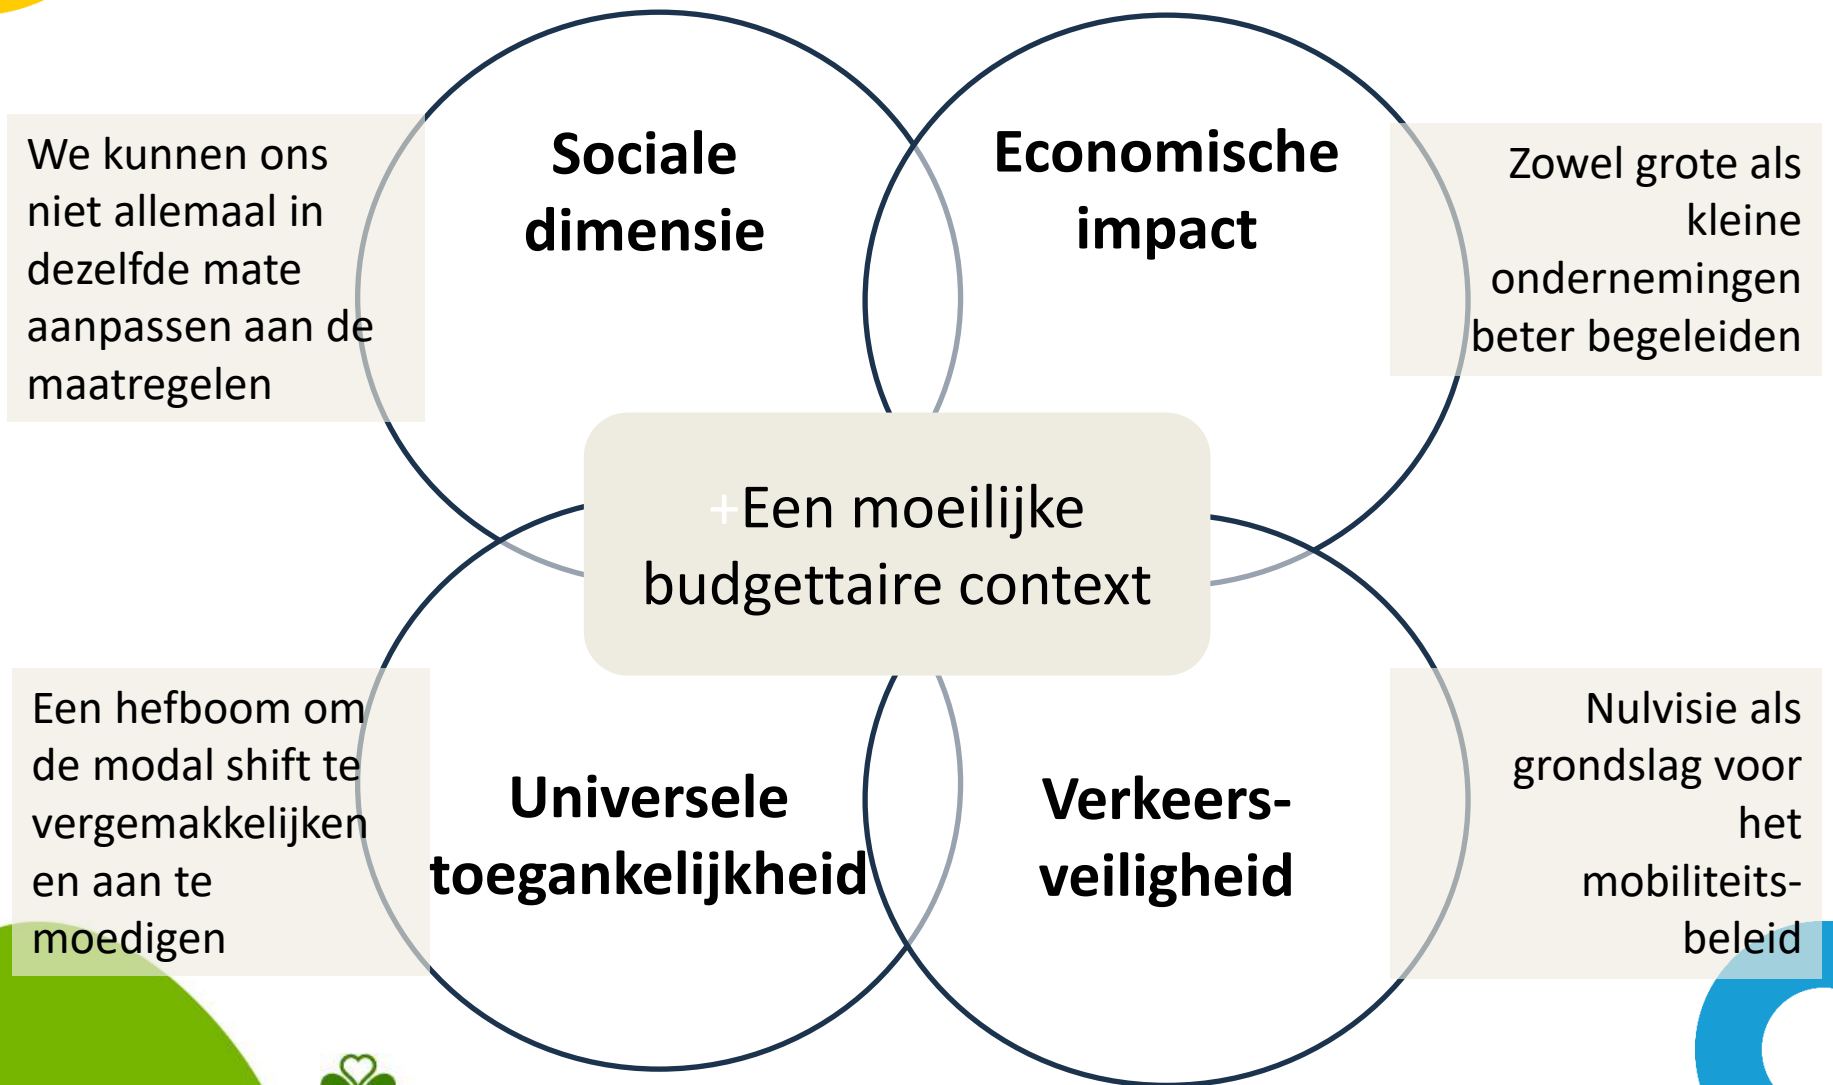 We kunnen ons
niet allemaal in
dezelfde mate
aanpassen aan de
maatregelen
Sociale
dimensie
Economische
impact
Zowel grote als
kleine
ondernemingen
beter begeleiden
+Een moeilijke
budgettaire context
Een hefboom om
de modal shift te
vergemakkelijken
en aan te
moedigen
Universele
toegankelijkheid
Verkeers-
veiligheid
Nulvisie als
grondslag voor
het
mobiliteits-
beleid